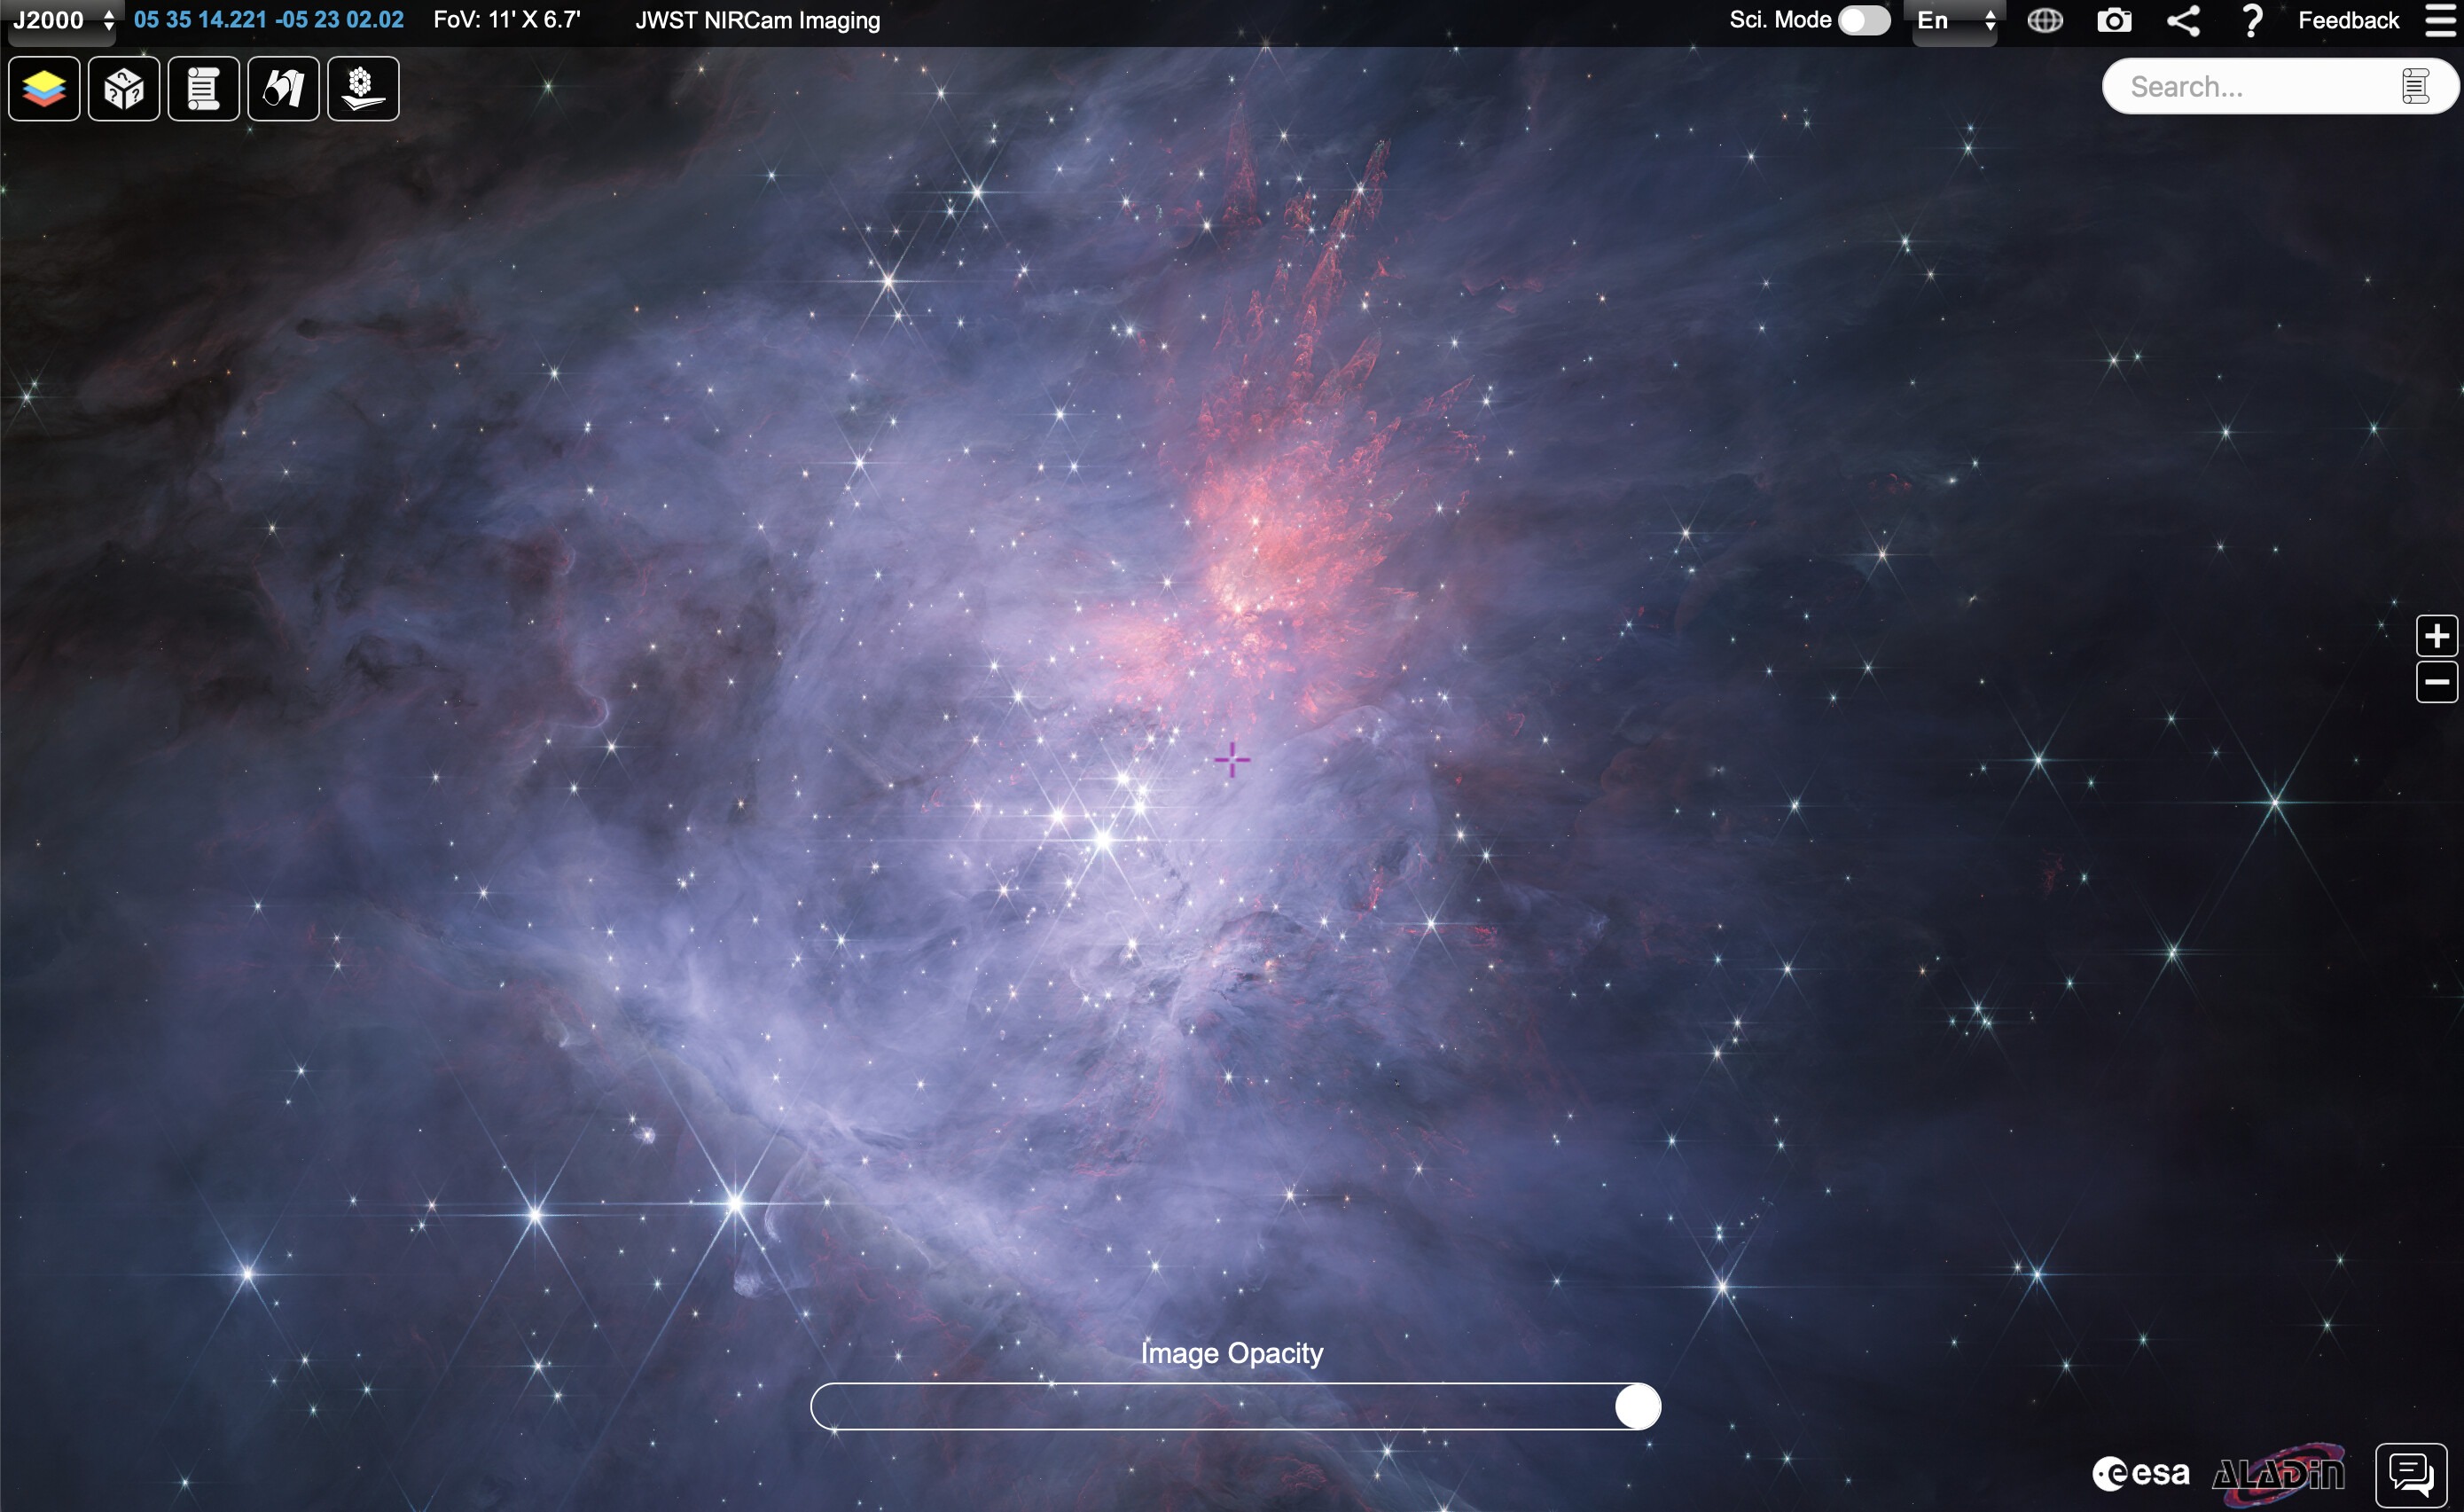 J2000 05 35 14.221 -05 23 02.02 FoV: 11' X 6.7' JWST NIRCam Imaging Sci. Mode En ? Feedback
? ? ?
Search...
+
−
Image Opacity
esa ALADiN